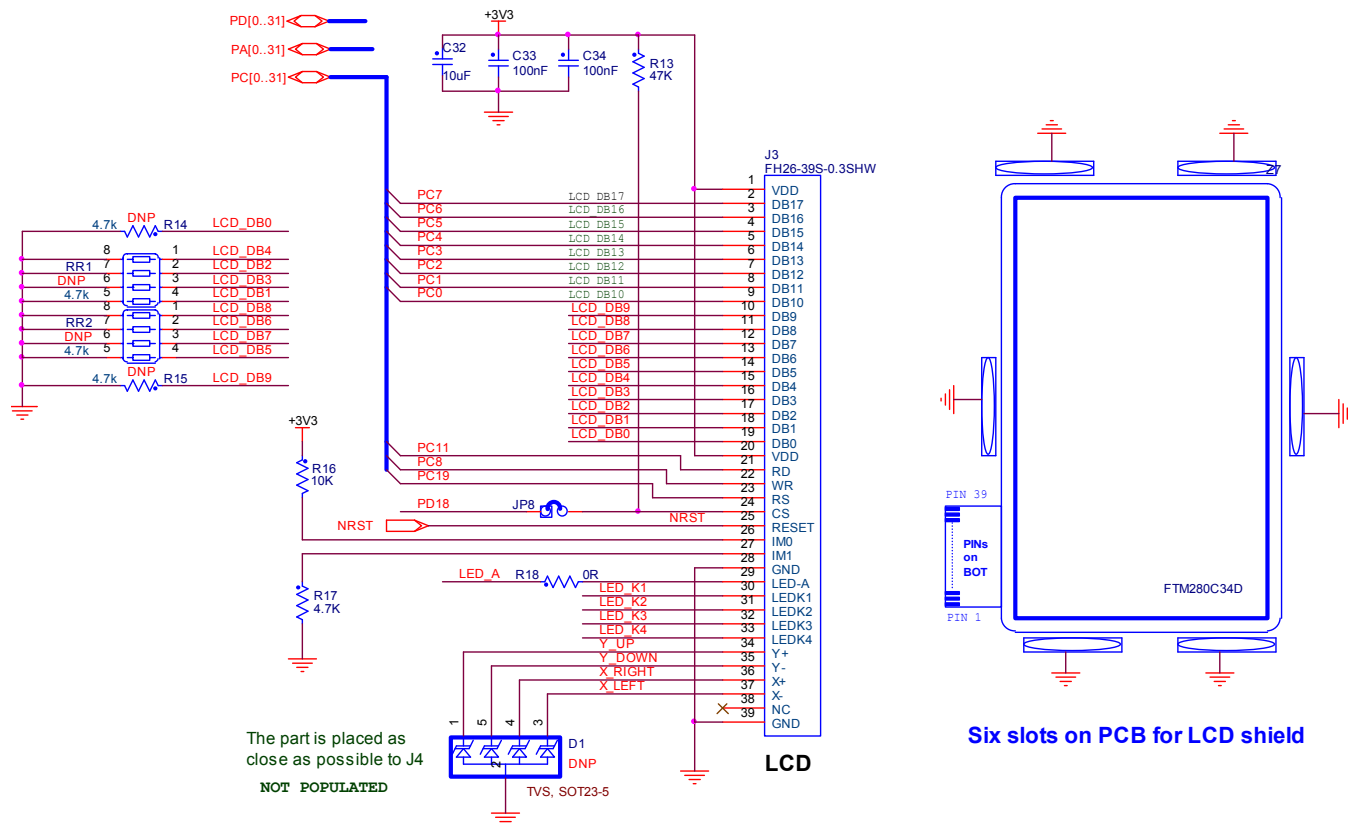 PD[0..31]
PA[0..31]
PC[0..31]
+3V3
C32
10uF
C33
100nF
C34
100nF
R13
47K
J3
FH26-39S-0.3SHW
PC7 LCD_DB17
PC6 LCD_DB16
PC5 LCD_DB15
PC4 LCD_DB14
PC3 LCD_DB13
PC2 LCD_DB12
PC1 LCD_DB11
PC0 LCD_DB10
LCD_DB9
LCD_DB8
LCD_DB7
LCD_DB6
LCD_DB5
LCD_DB4
LCD_DB3
LCD_DB2
LCD_DB1
LCD_DB0
1 VDD
2 DB17
3 DB16
4 DB15
5 DB14
6 DB13
7 DB12
8 DB11
9 DB10
10 DB9
11 DB8
12 DB7
13 DB6
14 DB5
15 DB4
16 DB3
17 DB2
18 DB1
19 DB0
20 VDD
21 RD
22 WR
23 RS
24 CS
25 RESET
26 IM0
27 IM1
28 GND
29 LED-A
30 LEDK1
31 LEDK2
32 LEDK3
33 LEDK4
34 Y+
35 Y-
36 X+
37 X-
38 NC
39 GND
LCD
DNP
4.7k R14 LCD_DB0
8 1 LCD_DB4
RR1 7 2 LCD_DB2
DNP 6 3 LCD_DB3
4.7k 5 4 LCD_DB1
8 1 LCD_DB8
RR2 7 2 LCD_DB6
DNP 6 3 LCD_DB7
4.7k 5 4 LCD_DB5
DNP
4.7k R15 LCD_DB9
+3V3
R16
10K
PC11
PC8
PC19
PD18 JP8
NRST NRST
R17
4.7K
LED_A R18 0R
LED_K1
LED_K2
LED_K3
LED_K4
Y_UP
Y_DOWN
X_RIGHT
X_LEFT
1 5 4 3
2
D1
DNP
TVS, SOT23-5
The part is placed as
close as possible to J4
NOT POPULATED
Z7
PIN 39
PINs
on
BOT
PIN 1
FTM280C34D
Six slots on PCB for LCD shield